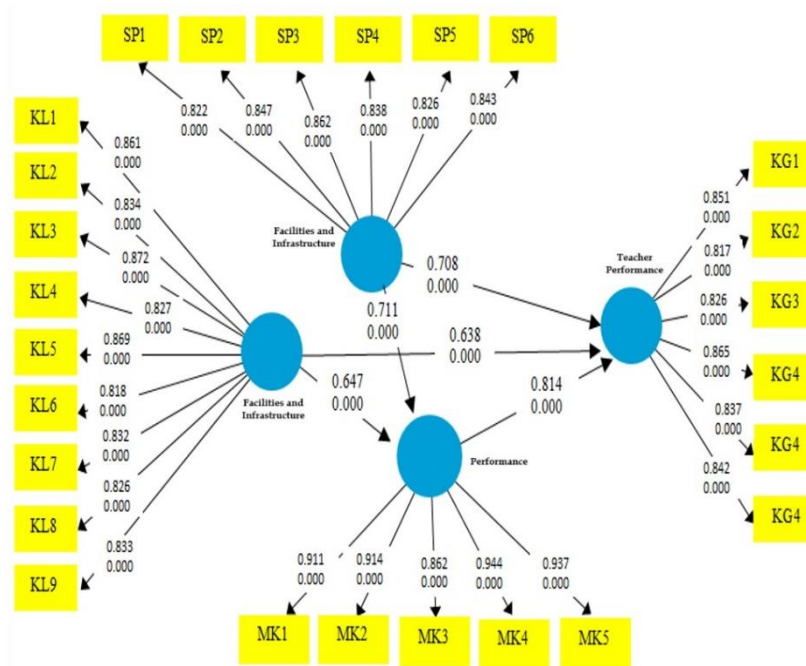 SP1 SP2 SP3 SP4 SP5 SP6
0.822 0.847 0.862 0.838 0.826 0.843
0.000 0.000 0.000 0.000 0.000 0.000
KL1
0.861
0.000
KL2
0.834
0.000
KL3
0.872
0.000
KL4
0.827
0.000
KL5
0.869
0.000
KL6
0.818
0.000
KL7
0.832
0.000
KL8
0.826
0.000
KL9
0.833
0.000
Facilities and
Infrastructure
Facilities and
Infrastructure
0.708
0.000
0.711
0.000
0.638
0.000
0.647
0.000
0.814
0.000
Teacher
Performance
Performance
KG1
0.851
0.000
KG2
0.817
0.000
KG3
0.826
0.000
KG4
0.865
0.000
KG4
0.837
0.000
KG4
0.842
0.000
0.911 0.914 0.862 0.944 0.937
0.000 0.000 0.000 0.000 0.000
MK1 MK2 MK3 MK4 MK5